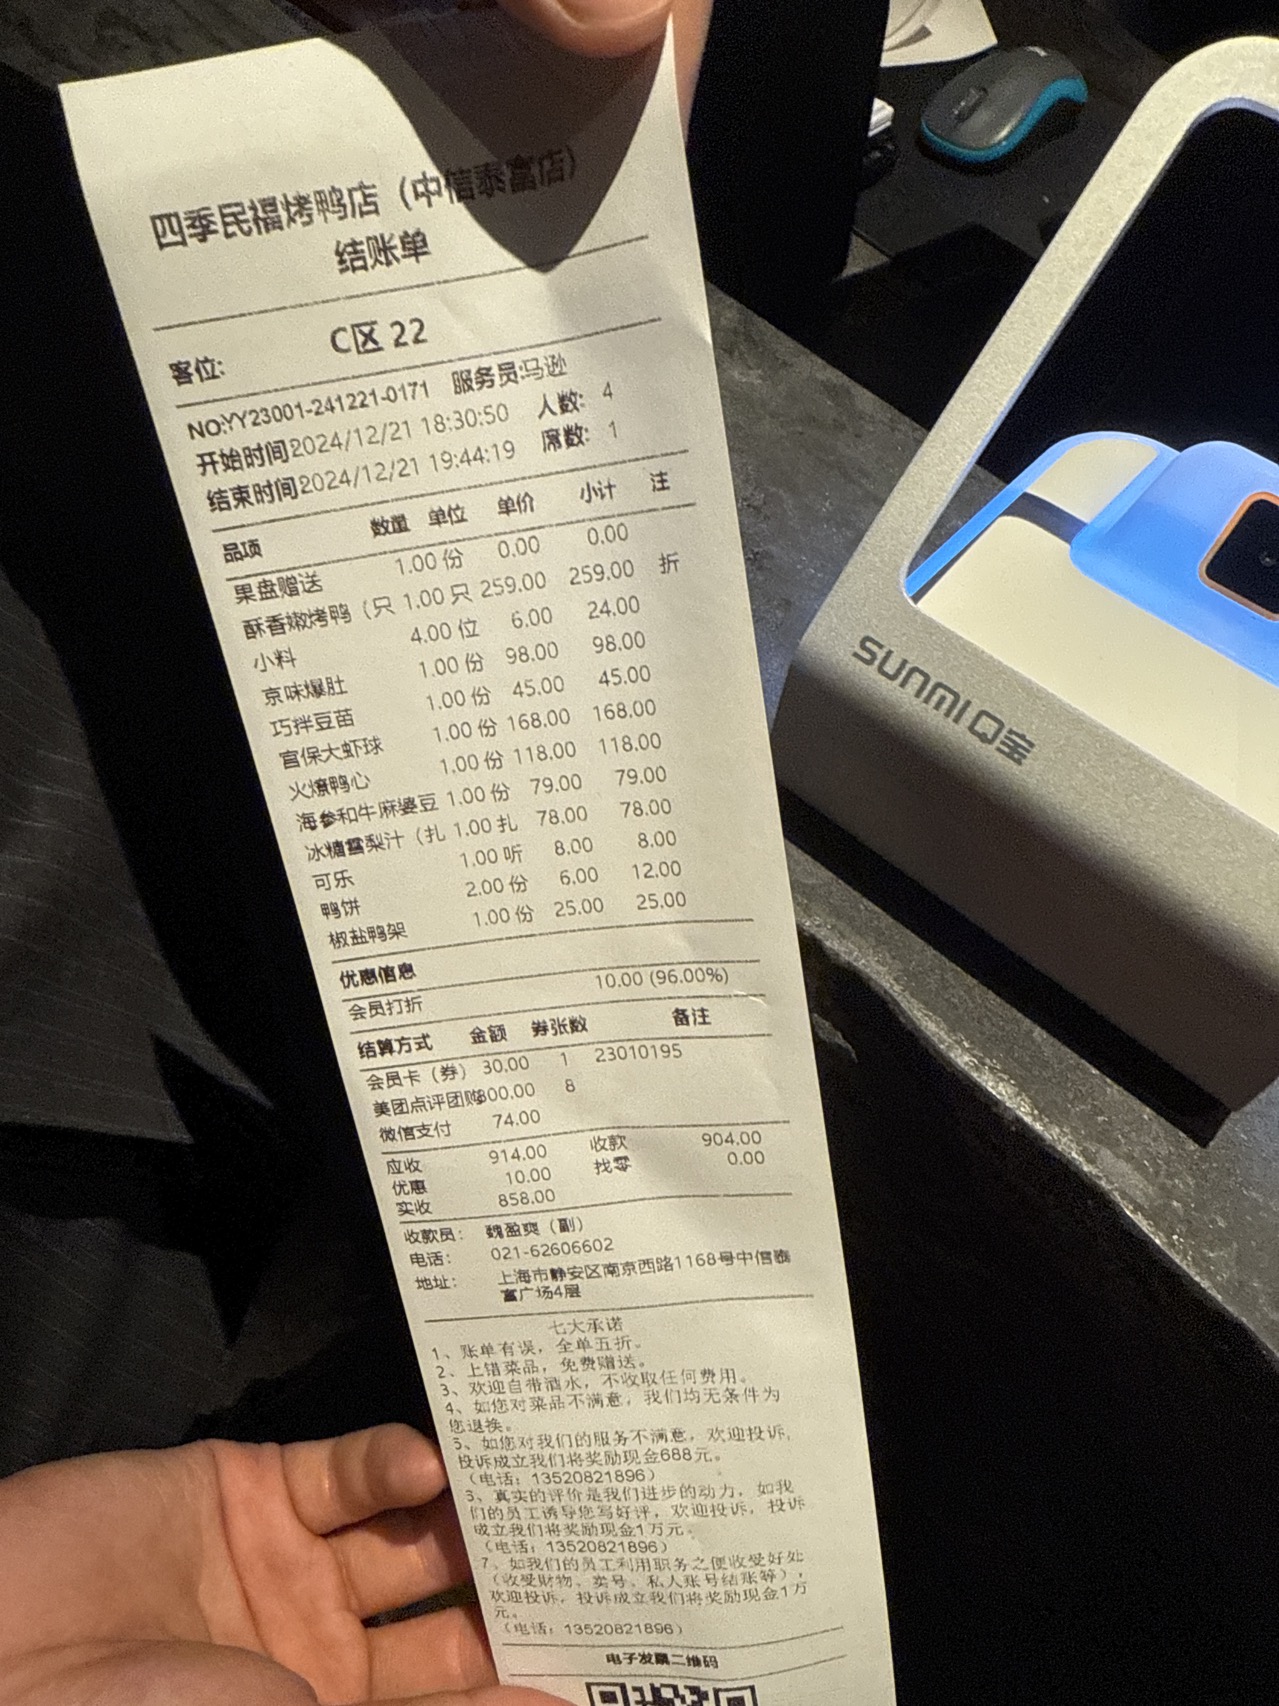 四季民福烤鸭店（中信泰富店）
结账单
客位: C区 22
NO:YY23001-241221-0171 服务员:马逊
开始时间2024/12/21 18:30:50 人数: 4
结束时间2024/12/21 19:44:19 席数: 1
品项 数量 单位 单价 小计 注
果盘赠送 1.00 份 0.00 0.00
酥香嫩烤鸭（只 1.00 只 259.00 259.00 折
小料 4.00 位 6.00 24.00
京味爆肚 1.00 份 98.00 98.00
巧拌豆苗 1.00 份 45.00 45.00
宫保大虾球 1.00 份 168.00 168.00
火燎鸭心 1.00 份 118.00 118.00
海参和牛麻婆豆 1.00 份 79.00 79.00
冰糖雪梨汁（扎 1.00 扎 78.00 78.00
可乐 1.00 听 8.00 8.00
鸭饼 2.00 份 6.00 12.00
椒盐鸭架 1.00 份 25.00 25.00
优惠信息
会员打折 10.00 (96.00%)
结算方式 金额 券张数 备注
会员卡（券） 30.00 1 23010195
美团点评团购800.00 8
微信支付 74.00
应收 914.00 收款 904.00
优惠 10.00 找零 0.00
实收 858.00
收款员: 魏盈爽（副）
电话: 021-62606602
地址: 上海市静安区南京西路1168号中信泰
富广场4层
七大承诺
1、账单有误，全单五折。
2、上错菜品，免费赠送。
3、欢迎自带酒水，不收取任何费用。
4、如您对菜品不满意，我们均无条件为
您退换。
5、如您对我们的服务不满意，欢迎投诉，
投诉成立我们将奖励现金688元。
（电话：13520821896）
6、真实的评价是我们进步的动力，如我
们的员工诱导您写好评，欢迎投诉，投诉
成立我们将奖励现金1万元。
（电话：13520821896）
7、如我们的员工利用职务之便收受好处
（收受财物、卖号、私人账号结账等），
欢迎投诉，投诉成立我们将奖励现金1万
元。
（电话：13520821896）
电子发票二维码
SUNMI Q宝